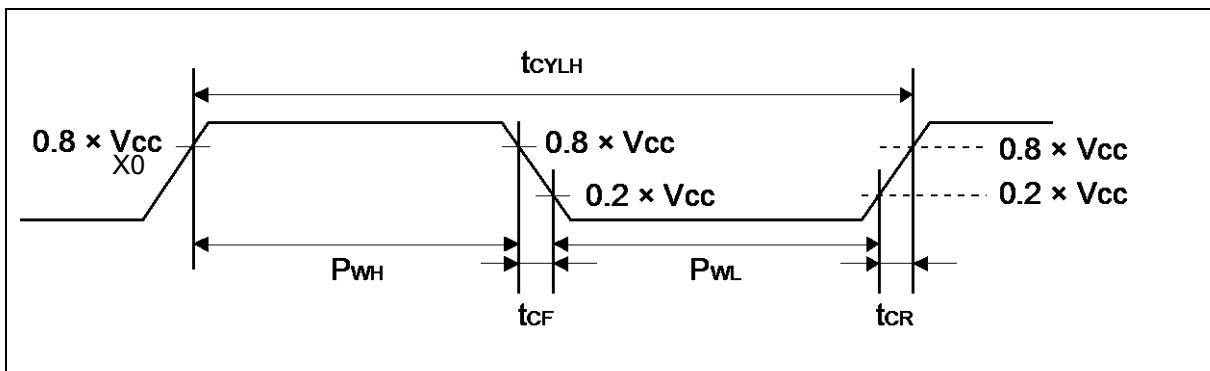 tCYLH
0.8 × Vcc
X0
0.8 × Vcc
0.8 × Vcc
0.2 × Vcc
0.2 × Vcc
PWH
PWL
tCF
tCR